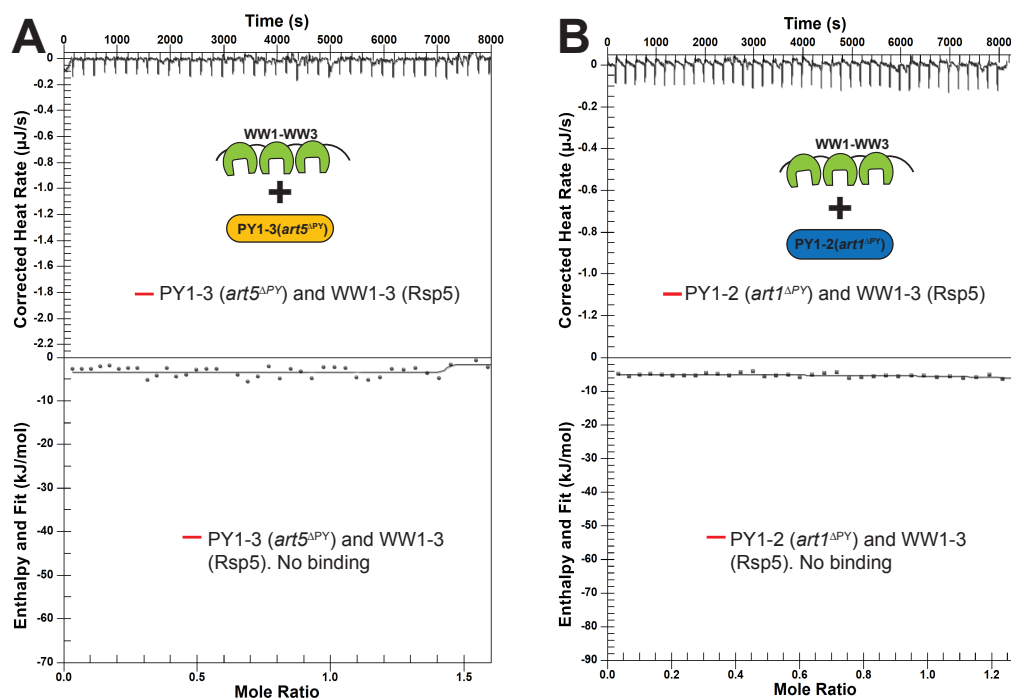 A
Time (s)
0 1000 2000 3000 4000 5000 6000 7000 8000
Corrected Heat Rate (µJ/s)
0
-0.2
-0.4
-0.6
-0.8
-1.0
-1.2
-1.4
-1.6
-1.8
-2.0
-2.2
WW1-WW3
+
PY1-3(art5ΔPY)
PY1-3 (art5ΔPY) and WW1-3 (Rsp5)
Enthalpy and Fit (kJ/mol)
0
-10
-20
-30
-40
-50
-60
-70
PY1-3 (art5ΔPY) and WW1-3
(Rsp5). No binding
0.0 0.5 1.0 1.5
Mole Ratio
B
Time (s)
0 1000 2000 3000 4000 5000 6000 7000 8000
Corrected Heat Rate (µJ/s)
0
-0.2
-0.4
-0.6
-0.8
-1.0
-1.2
WW1-WW3
+
PY1-2(art1ΔPY)
PY1-2 (art1ΔPY) and WW1-3 (Rsp5)
Enthalpy and Fit (kJ/mol)
0
-10
-20
-30
-40
-50
-60
-70
-80
-90
PY1-2 (art1ΔPY) and WW1-3
(Rsp5). No binding
0.0 0.2 0.4 0.6 0.8 1.0 1.2
Mole Ratio